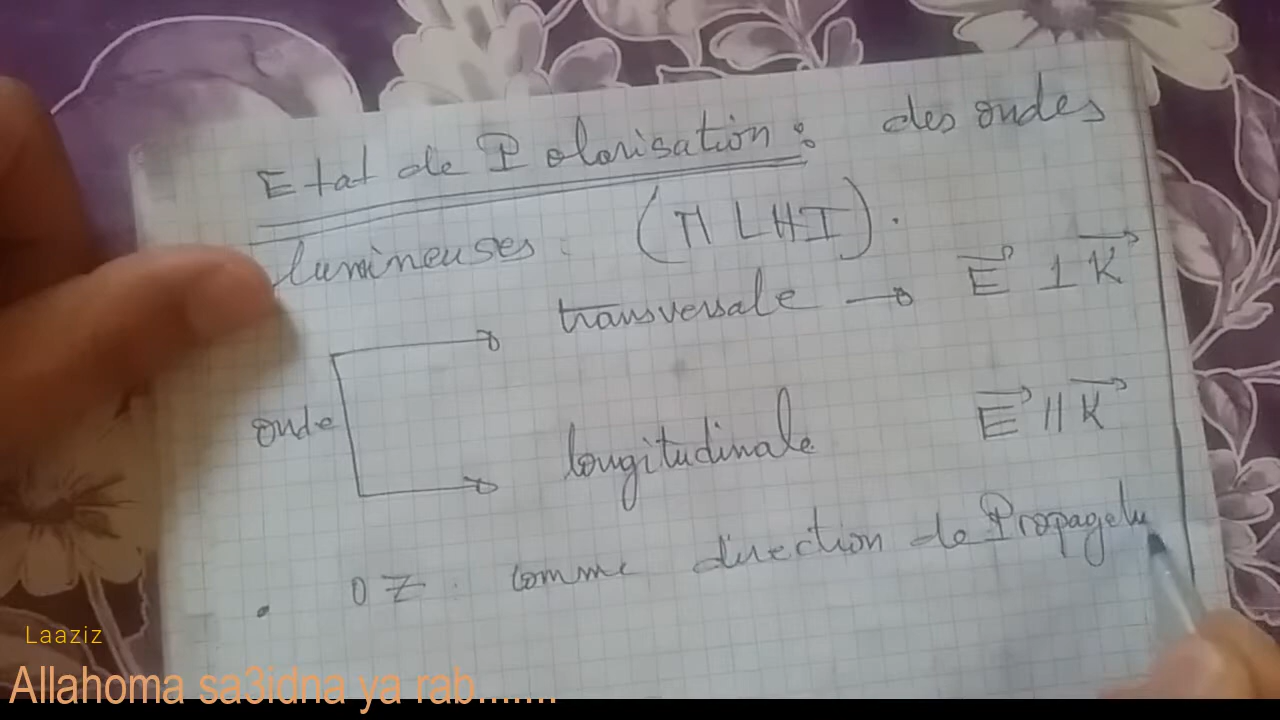 Etat de Polarisation : des ondes
lumineuses. (π LHI).
transversale → E⃗ ⊥ K⃗
onde
longitudinale E⃗ // K⃗
. OZ. comme direction de Propage
Laaziz
Allahoma sa3idna ya rab.......